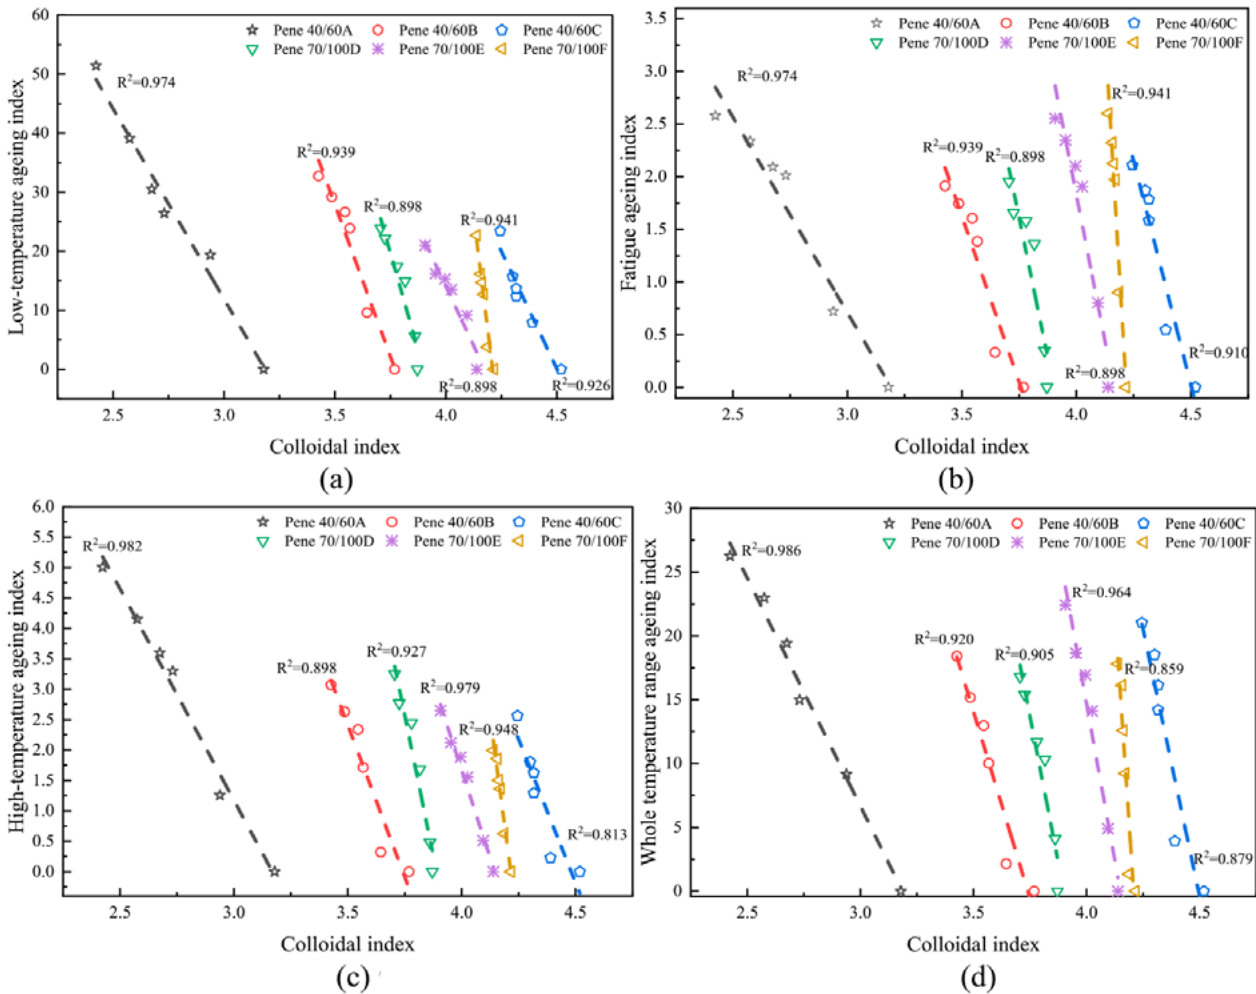 Pene 40/60A Pene 40/60B Pene 40/60C
Pene 70/100D Pene 70/100E Pene 70/100F
60
50
40
30
20
10
0
Low-temperature ageing index
R²=0.974
R²=0.939
R²=0.898
R²=0.941
R²=0.898
R²=0.926
2.5 3.0 3.5 4.0 4.5
Colloidal index
(a)
Pene 40/60A Pene 40/60B Pene 40/60C
Pene 70/100D Pene 70/100E Pene 70/100F
3.5
3.0
2.5
2.0
1.5
1.0
0.5
0.0
Fatigue ageing index
R²=0.974
R²=0.941
R²=0.939
R²=0.898
R²=0.910
R²=0.898
2.5 3.0 3.5 4.0 4.5
Colloidal index
(b)
Pene 40/60A Pene 40/60B Pene 40/60C
Pene 70/100D Pene 70/100E Pene 70/100F
6.0
5.5
5.0
4.5
4.0
3.5
3.0
2.5
2.0
1.5
1.0
0.5
0.0
High-temperature ageing index
R²=0.982
R²=0.927
R²=0.898
R²=0.979
R²=0.948
R²=0.813
2.5 3.0 3.5 4.0 4.5
Colloidal index
(c)
Pene 40/60A Pene 40/60B Pene 40/60C
Pene 70/100D Pene 70/100E Pene 70/100F
30
25
20
15
10
5
0
Whole temperature range ageing index
R²=0.986
R²=0.964
R²=0.920
R²=0.905
R²=0.859
R²=0.879
2.5 3.0 3.5 4.0 4.5
Colloidal index
(d)